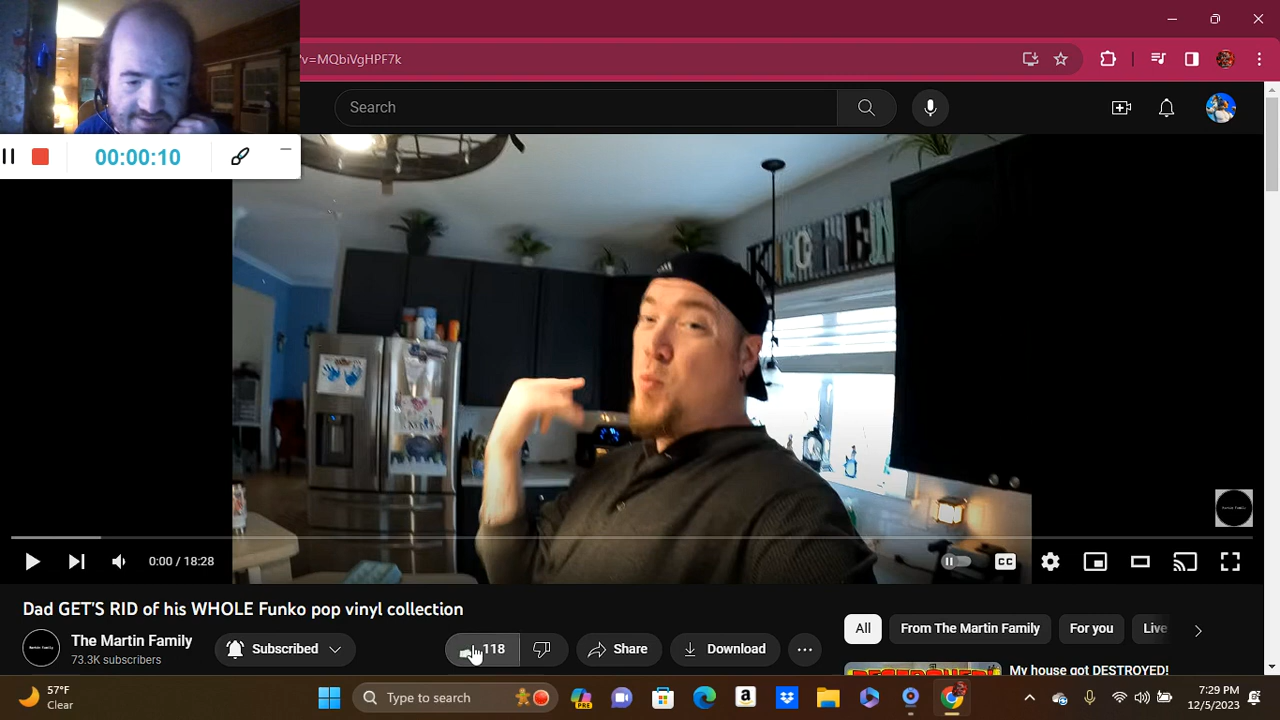 v=MQbiVgHPF7k
Search
00:00:10
KITCHEN
0:00 / 18:28
CC
Dad GET'S RID of his WHOLE Funko pop vinyl collection
The Martin Family
73.3K subscribers
Subscribed
118
Share
Download
All
From The Martin Family
For you
Live
My house got DESTROYED!
57°F
Clear
Type to search
PRE
7:29 PM
12/5/2023